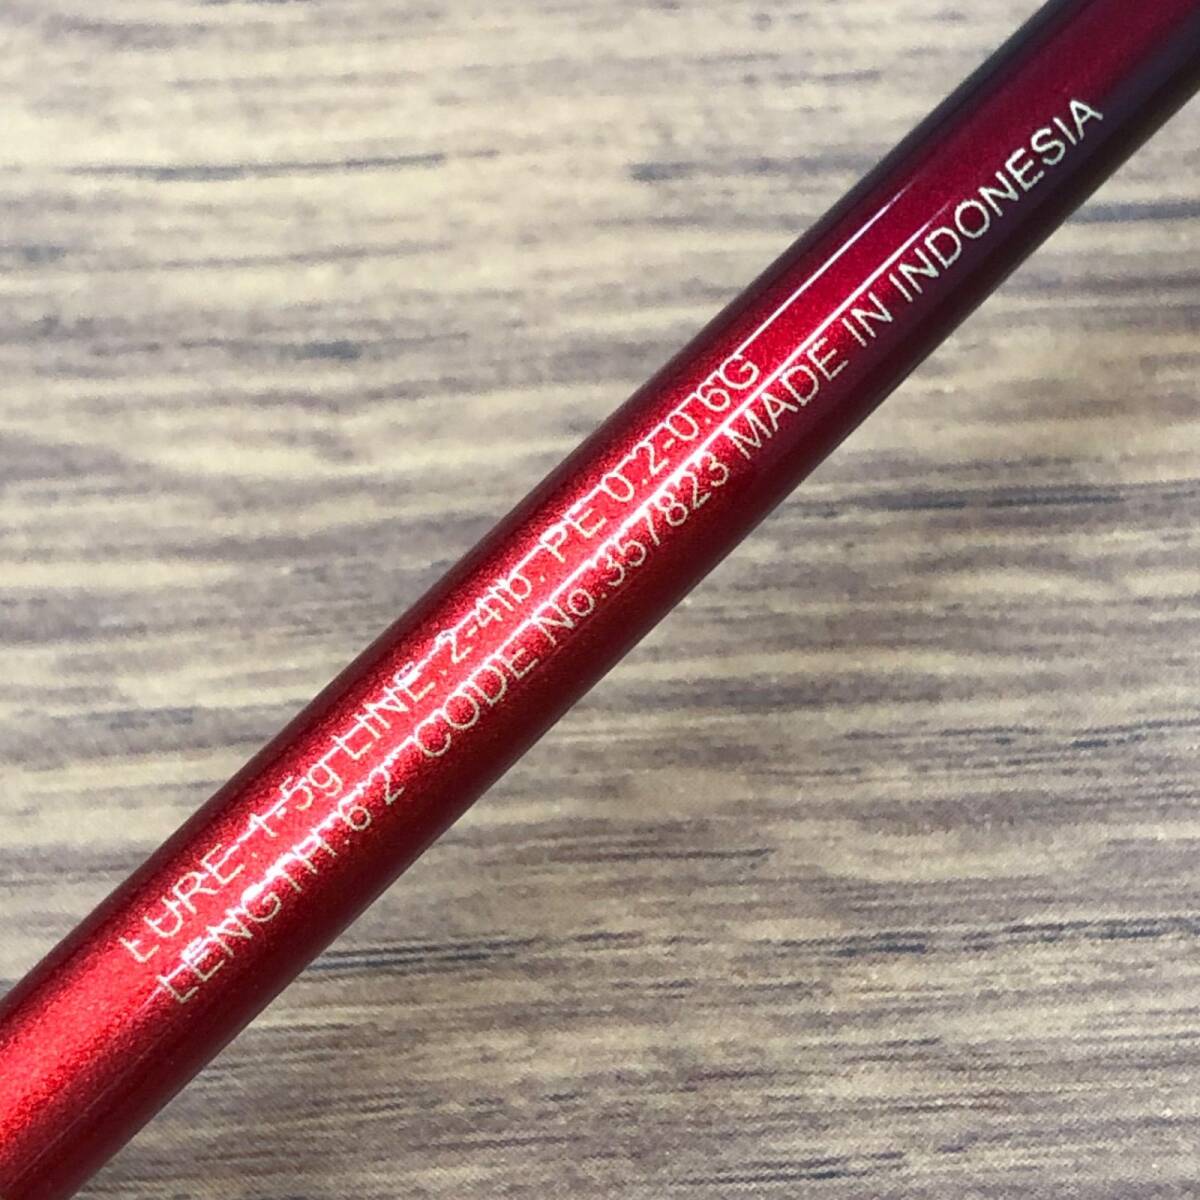 LURE:1-5g LINE:2-4lb. PE 0.2-0.6G
LENGTH:6'2" CODE No.357823 MADE IN INDONESIA